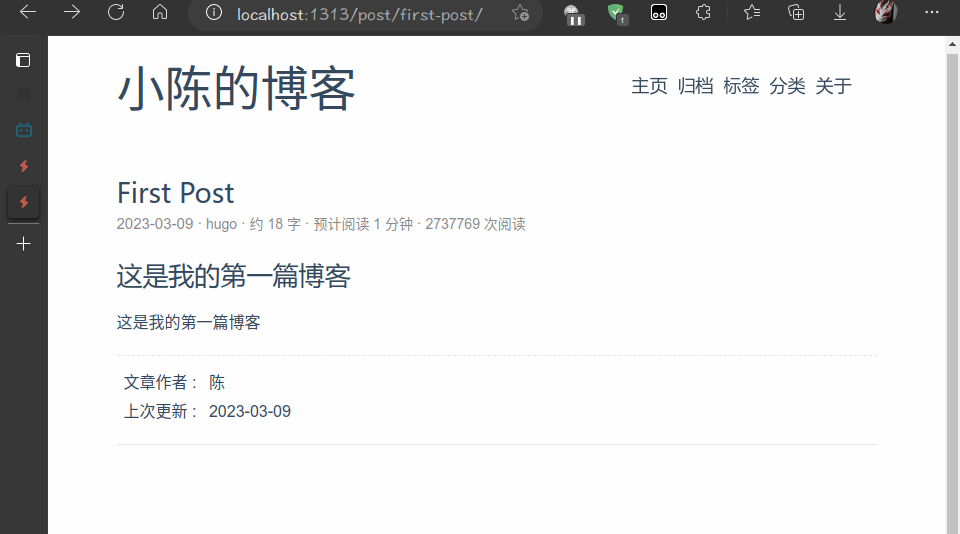 localhost:1313/post/first-post/
1
小陈的博客
主页 归档 标签 分类 关于
First Post
2023-03-09 · hugo · 约 18 字 · 预计阅读 1 分钟 · 2737769 次阅读
这是我的第一篇博客
这是我的第一篇博客
文章作者： 陈
上次更新： 2023-03-09